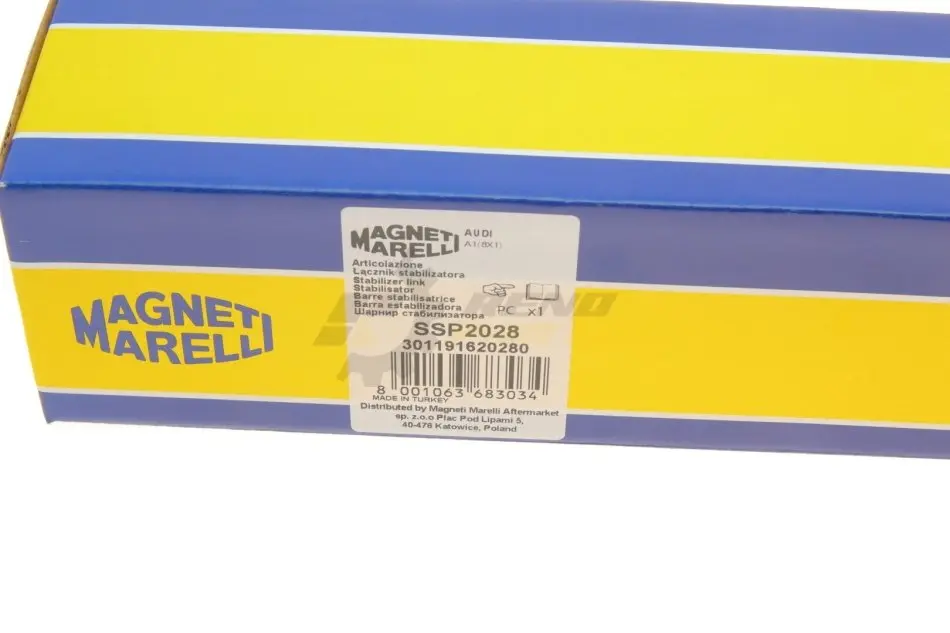 MAGNETI
MARELLI
MAGNETI
MARELLI
AUDI
A1(8X1)
Articolazione
Łącznik stabilizatora
Stabilizer link
Stabilisator
Barre stabilisatrice
Barra estabilizadora
Шарнир стабилизатора
PC x1
SSP2028
301191620280
8 001063 683034
MADE IN TURKEY
Distributed by Magneti Marelli Aftermarket
sp. z.o.o Plac Pod Lipami 5,
40-476 Katowice, Poland